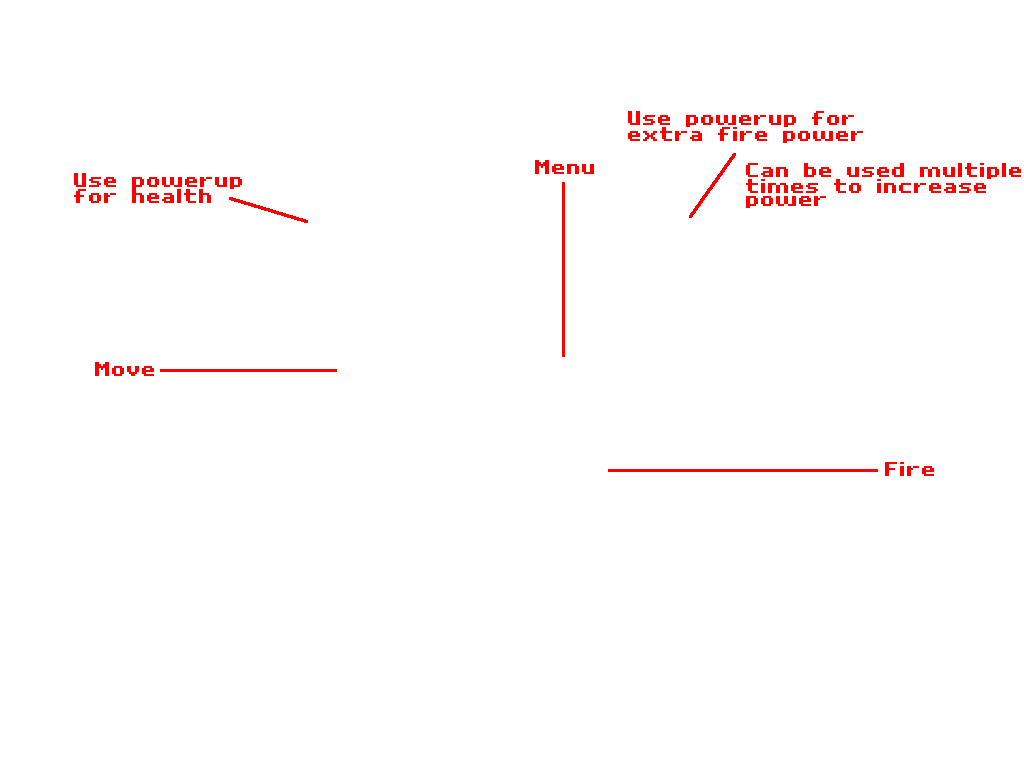 Use powerup for
extra fire power
Menu
Can be used multiple
times to increase
power
Use powerup
for health
Move
Fire